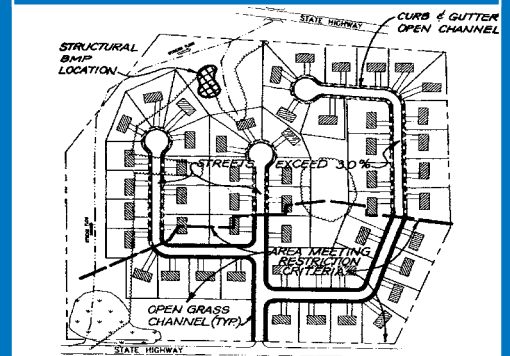 STATE HIGHWAY
CURB & GUTTER
OPEN CHANNEL
STRUCTURAL
BMP
LOCATION
STREETS EXCEED 3.0%
AREA MEETING
RESTRICTION
CRITERIA
OPEN GRASS
CHANNEL (TYP.)
STATE HIGHWAY